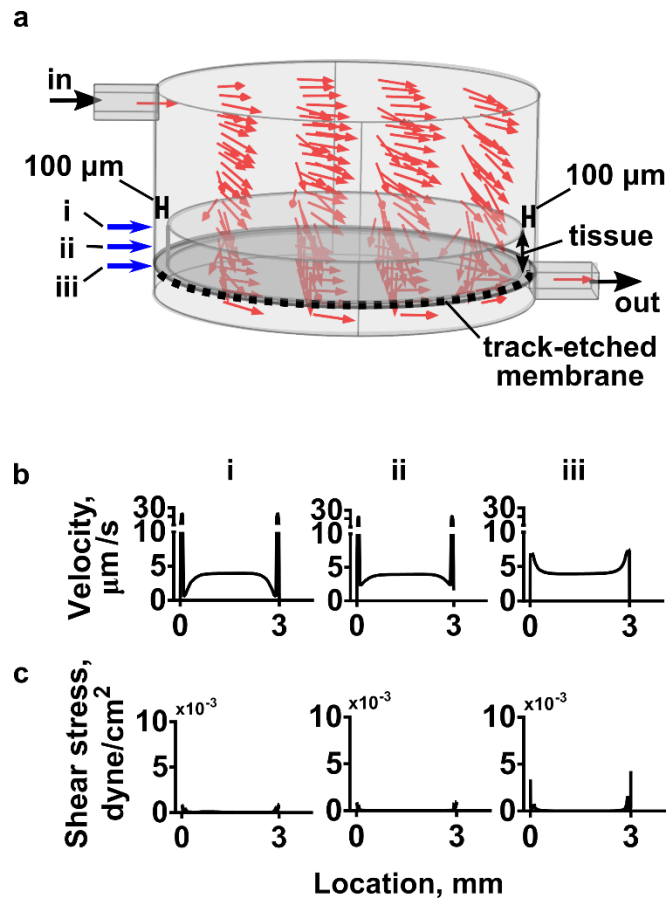 a
in
100 µm
100 µm
i
ii
iii
tissue
out
track-etched
membrane
b
i
ii
iii
Velocity,
µm/s
30
10
5
0
30
10
5
0
30
10
5
0
0
3
0
3
0
3
c
Shear stress,
dyne/cm²
x10⁻³
x10⁻³
x10⁻³
10
5
0
10
5
0
10
5
0
0
3
0
3
0
3
Location, mm